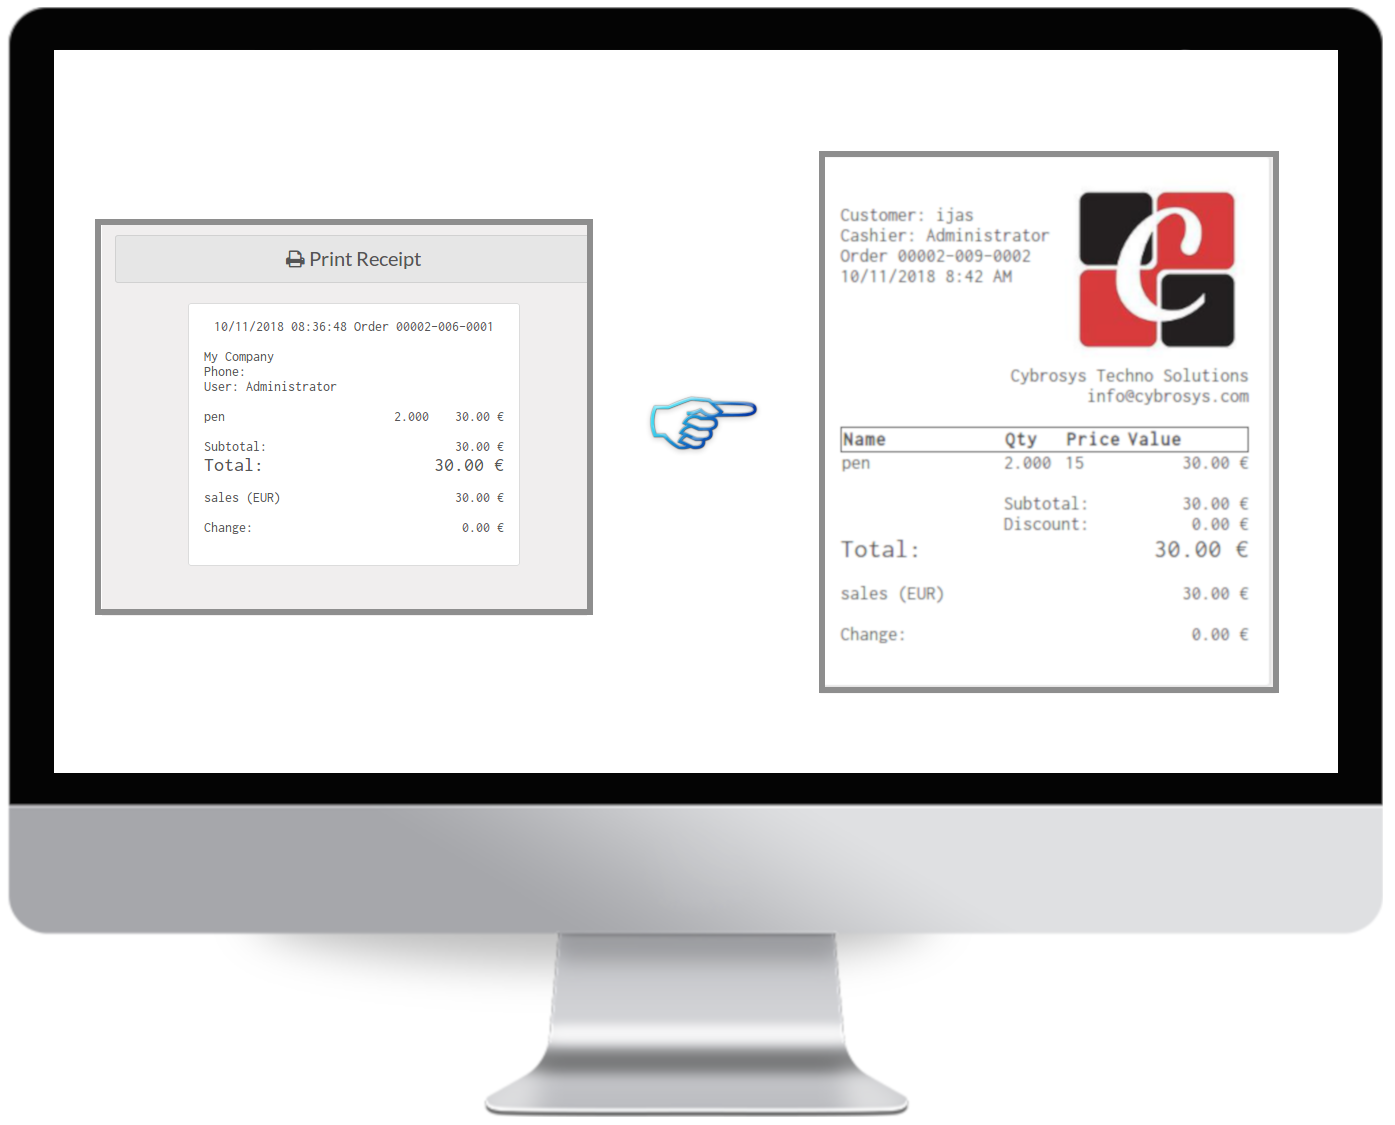 Print Receipt
10/11/2018 08:36:48 Order 00002-006-0001
My Company
Phone:
User: Administrator
pen 2.000 30.00 €
Subtotal: 30.00 €
Total: 30.00 €
sales (EUR) 30.00 €
Change: 0.00 €
Customer: ijas
Cashier: Administrator
Order 00002-009-0002
10/11/2018 8:42 AM
C
Cybrosys Techno Solutions
info@cybrosys.com
Name Qty Price Value
pen 2.000 15 30.00 €
Subtotal: 30.00 €
Discount: 0.00 €
Total: 30.00 €
sales (EUR) 30.00 €
Change: 0.00 €